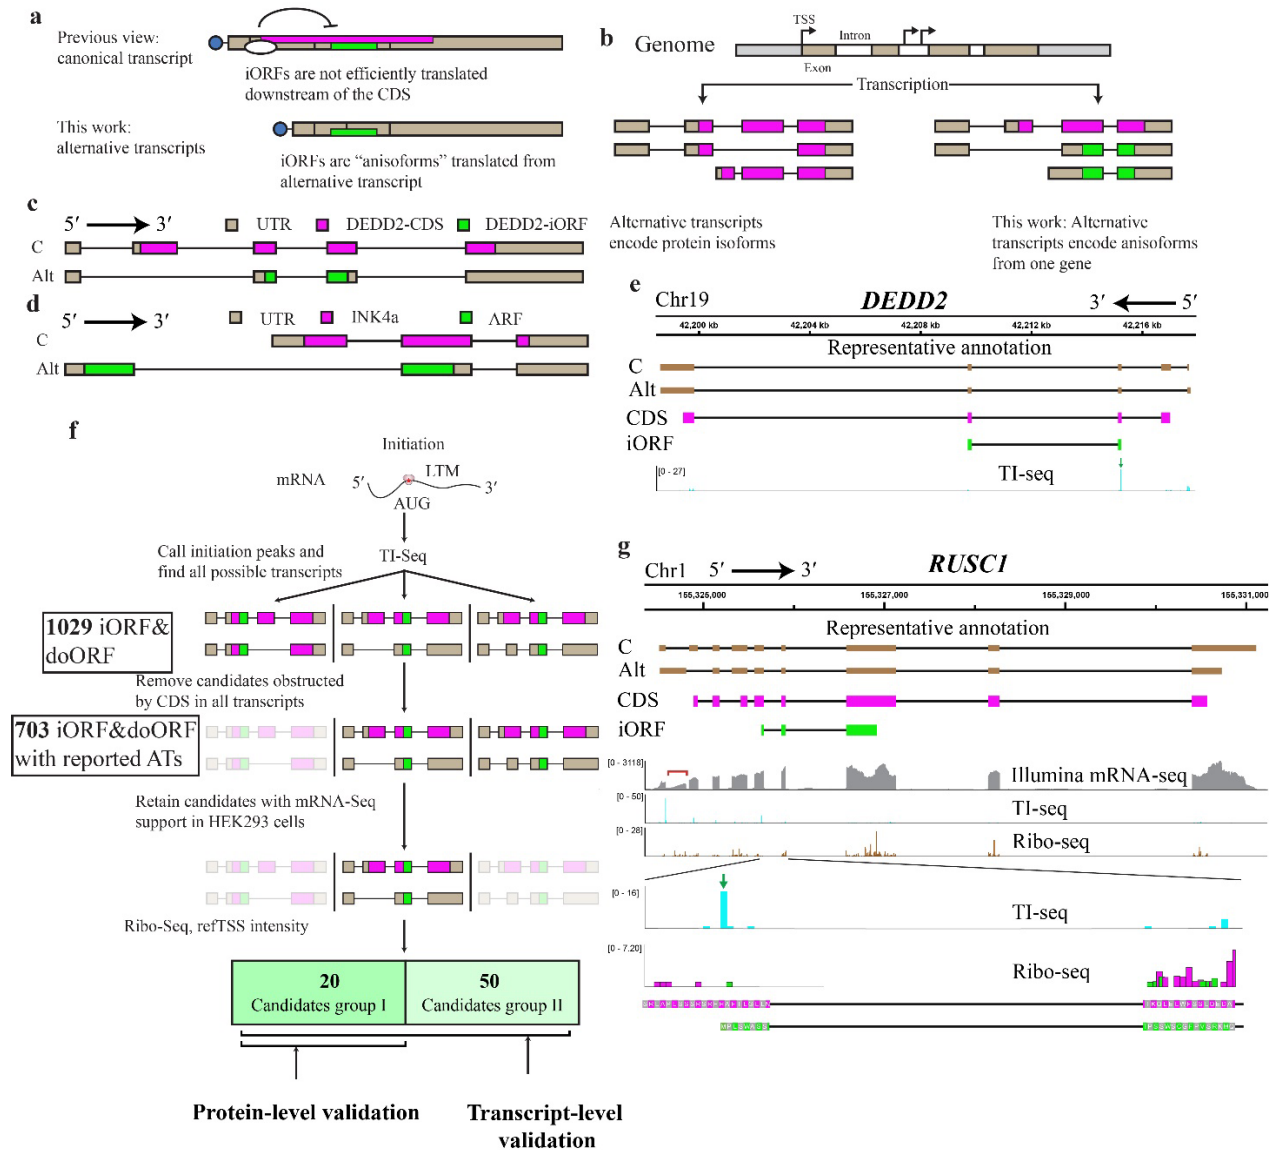 a
Previous view:
canonical transcript
iORFs are not efficiently translated
downstream of the CDS
This work:
alternative transcripts
iORFs are “anisoforms” translated from
alternative transcript
b
Genome
TSS
Intron
Exon
Transcription
Alternative transcripts
encode protein isoforms
This work: Alternative
transcripts encode anisoforms
from one gene
c
5′ 3′ UTR DEDD2-CDS DEDD2-iORF
C
Alt
d
5′ 3′ UTR INK4a ARF
C
Alt
e
Chr19 DEDD2 3′ 5′
42,200 kb 42,204 kb 42,208 kb 42,212 kb 42,216 kb
Representative annotation
C
Alt
CDS
iORF
[0 - 27] TI-seq
f
Initiation
mRNA 5′ LTM 3′
AUG
TI-Seq
Call initiation peaks and
find all possible transcripts
1029 iORF&
doORF
Remove candidates obstructed
by CDS in all transcripts
703 iORF&doORF
with reported ATs
Retain candidates with mRNA-Seq
support in HEK293 cells
Ribo-Seq, refTSS intensity
20
Candidates group I
50
Candidates group II
Protein-level validation
Transcript-level
validation
g
Chr1 5′ 3′ RUSC1
155,325,000 155,327,000 155,329,000 155,331,000
Representative annotation
C
Alt
CDS
iORF
[0 - 3118] Illumina mRNA-seq
[0 - 50] TI-seq
[0 - 28] Ribo-seq
[0 - 16] TI-seq
[0 - 7.20] Ribo-seq